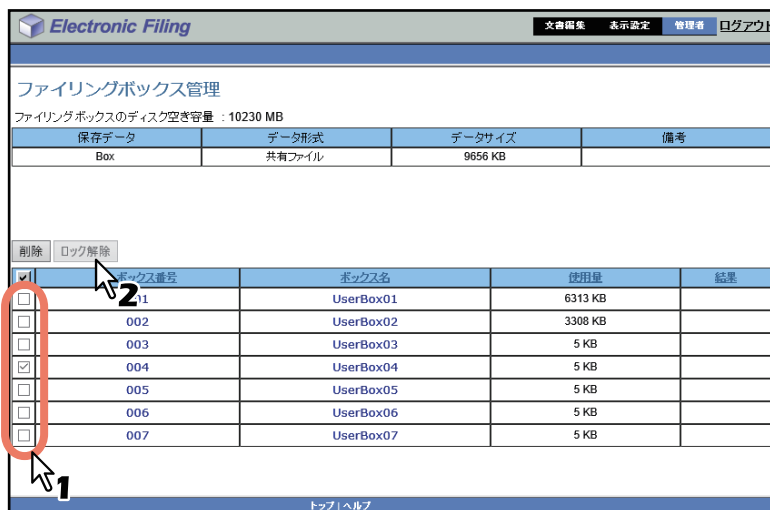 Electronic Filing 文書編集 表示設定 管理者 ログアウト
ファイリングボックス管理
ファイリングボックスのディスク空き容量 : 10230 MB
保存データ データ形式 データサイズ 備考
Box 共有ファイル 9656 KB
削除 ロック解除
ボックス番号 ボックス名 使用量 結果
2
01 UserBox01 6313 KB
002 UserBox02 3308 KB
003 UserBox03 5 KB
004 UserBox04 5 KB
005 UserBox05 5 KB
006 UserBox06 5 KB
007 UserBox07 5 KB
1
トップ | ヘルプ